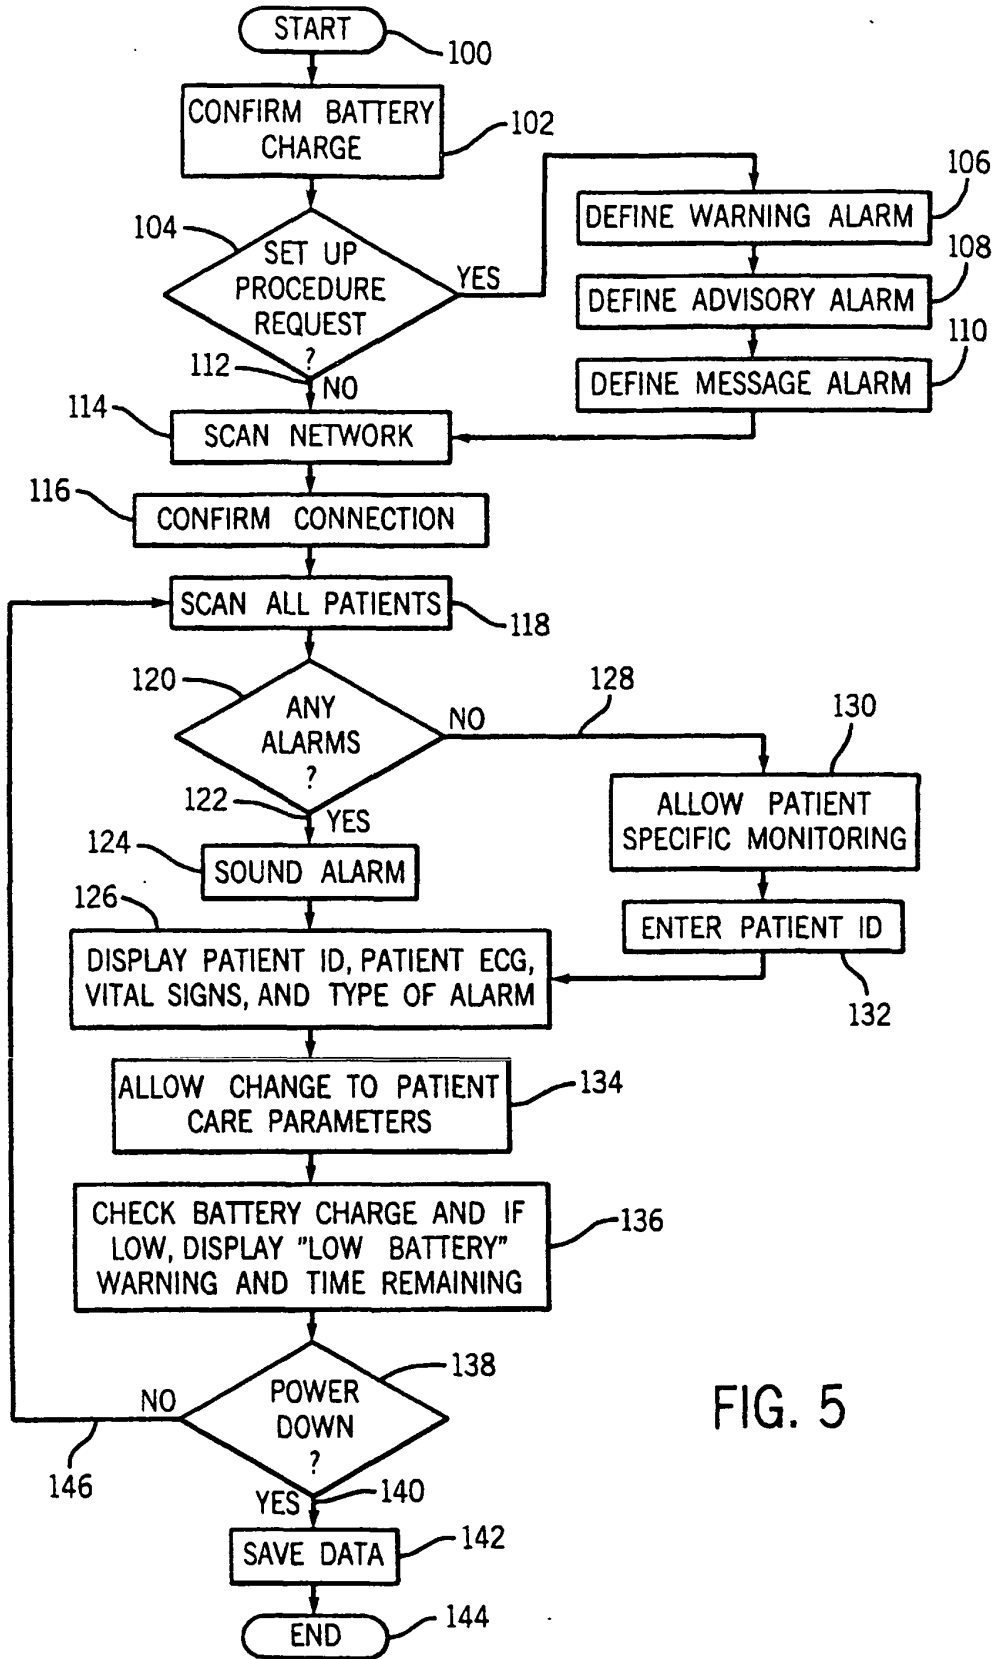 START
100
CONFIRM BATTERY
CHARGE
102
104
SET UP
PROCEDURE
REQUEST
?
YES
106
DEFINE WARNING ALARM
108
DEFINE ADVISORY ALARM
110
DEFINE MESSAGE ALARM
112
NO
114
SCAN NETWORK
116
CONFIRM CONNECTION
SCAN ALL PATIENTS
118
120
ANY
ALARMS
?
NO
128
130
ALLOW PATIENT
SPECIFIC MONITORING
122
YES
124
SOUND ALARM
ENTER PATIENT ID
132
126
DISPLAY PATIENT ID, PATIENT ECG,
VITAL SIGNS, AND TYPE OF ALARM
ALLOW CHANGE TO PATIENT
CARE PARAMETERS
134
CHECK BATTERY CHARGE AND IF
LOW, DISPLAY "LOW BATTERY"
WARNING AND TIME REMAINING
136
POWER
DOWN
?
138
NO
146
YES
140
SAVE DATA
142
END
144
FIG. 5